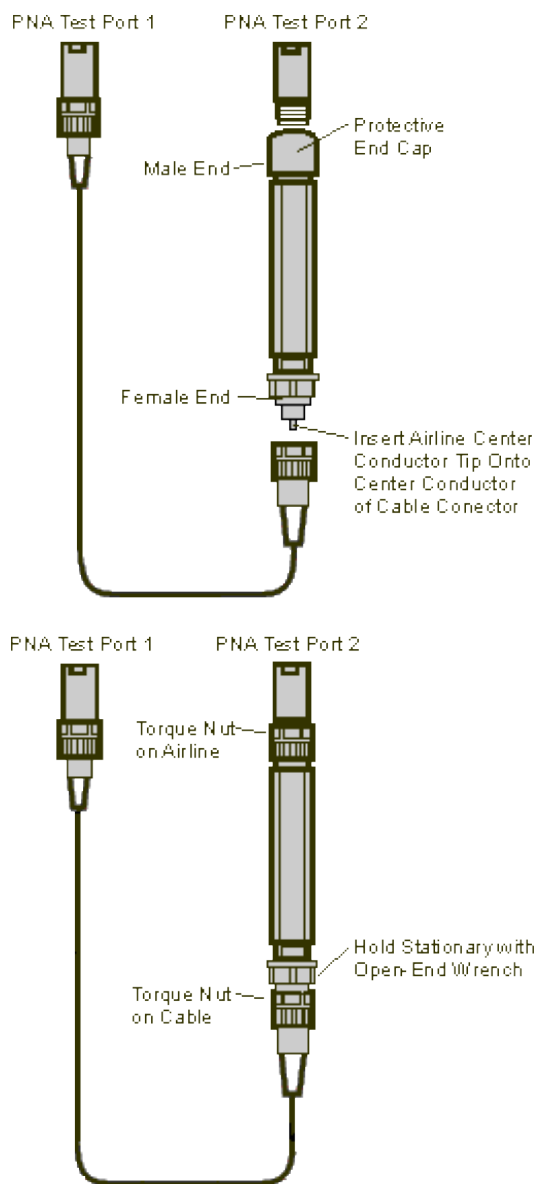 PNA Test Port 1
PNA Test Port 2
Protective
End Cap
Male End
Female End
Insert Airline Center
Conductor Tip Onto
Center Conductor
of Cable Conector
PNA Test Port 1
PNA Test Port 2
Torque Nut
on Airline
Hold Stationary with
Open-End Wrench
Torque Nut
on Cable